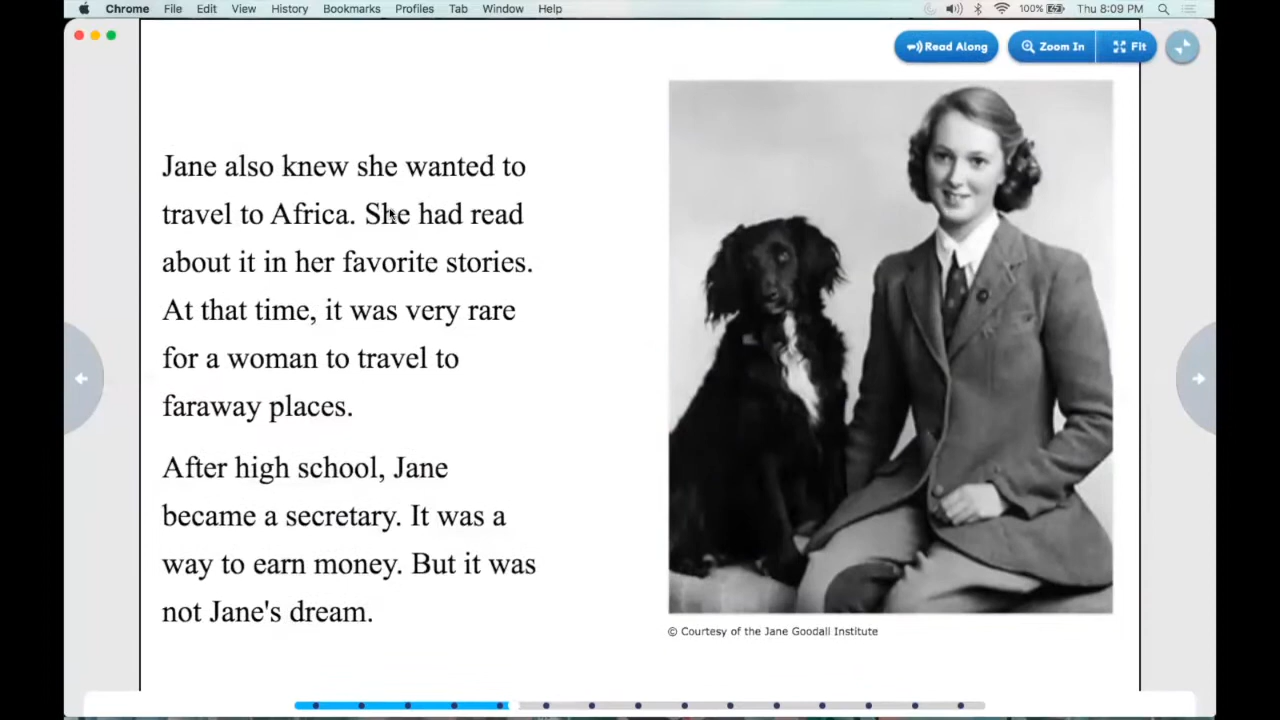 Chrome File Edit View History Bookmarks Profiles Tab Window Help 100% Thu 8:09 PM
Read Along Zoom In Fit
Jane also knew she wanted to
travel to Africa. She had read
about it in her favorite stories.
At that time, it was very rare
for a woman to travel to
faraway places.
After high school, Jane
became a secretary. It was a
way to earn money. But it was
not Jane's dream.
© Courtesy of the Jane Goodall Institute